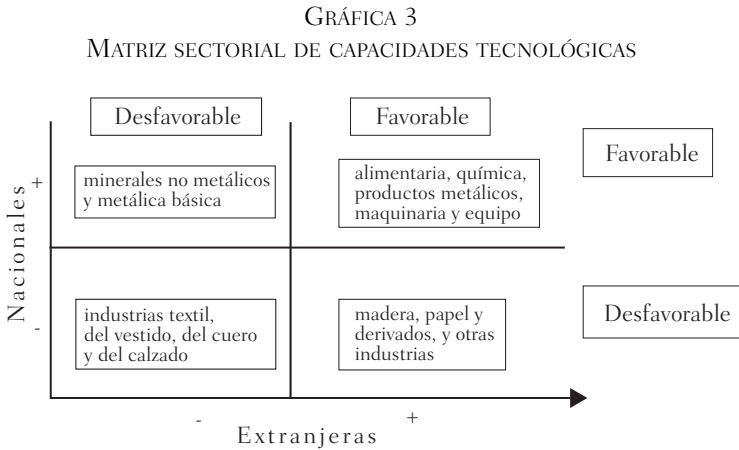 GRÁFICA 3
MATRIZ SECTORIAL DE CAPACIDADES TECNOLÓGICAS
Desfavorable
Favorable
Favorable
Nacionales
+
minerales no metálicos
y metálica básica
alimentaria, química,
productos metálicos,
maquinaria y equipo
-
industrias textil,
del vestido, del cuero
y del calzado
madera, papel y
derivados, y otras
industrias
Desfavorable
-
+
Extranjeras